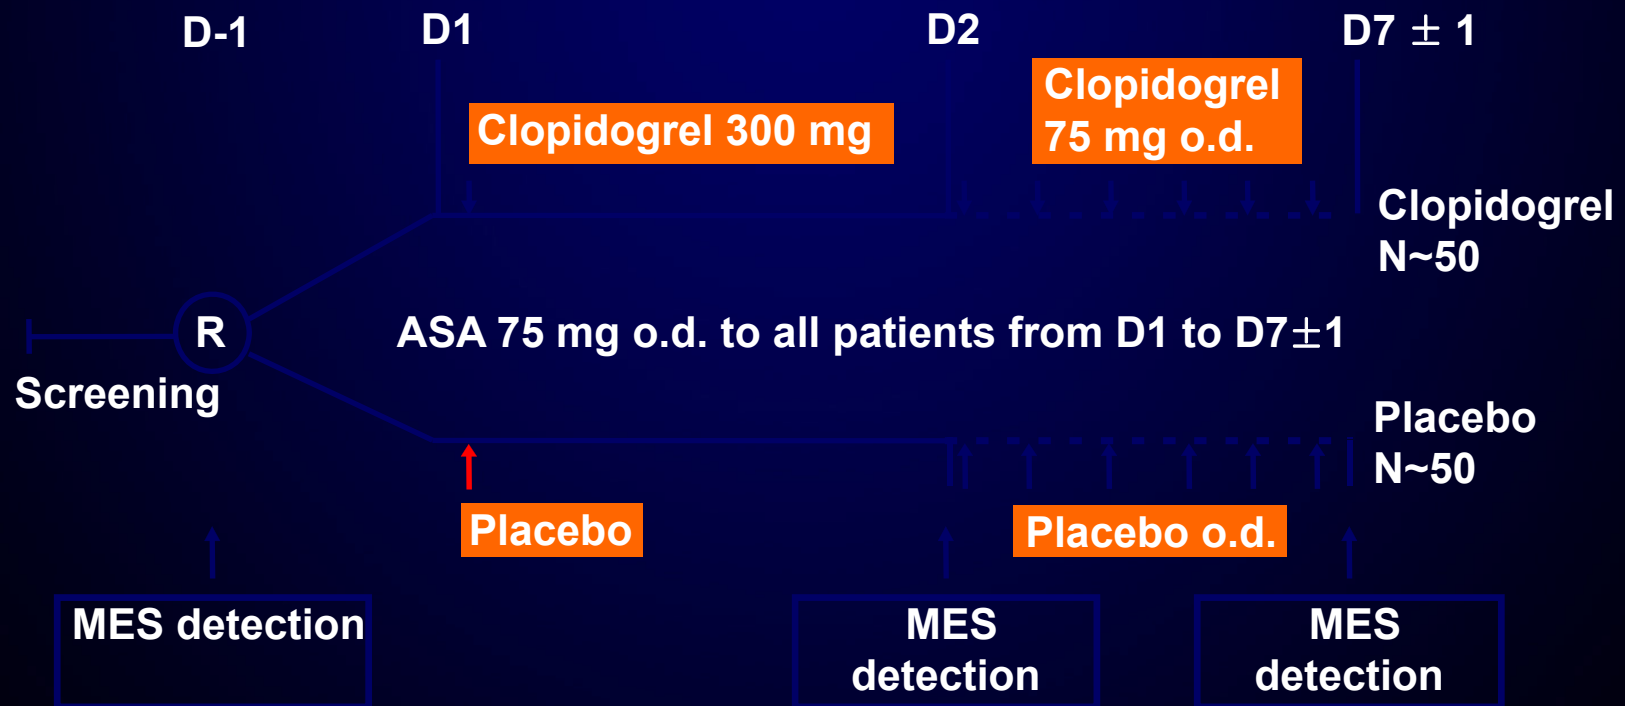 D-1
D1
D2
D7 ± 1
Clopidogrel 300 mg
Clopidogrel
75 mg o.d.
Clopidogrel
N~50
R
ASA 75 mg o.d. to all patients from D1 to D7±1
Screening
Placebo
N~50
Placebo
Placebo o.d.
MES detection
MES
detection
MES
detection